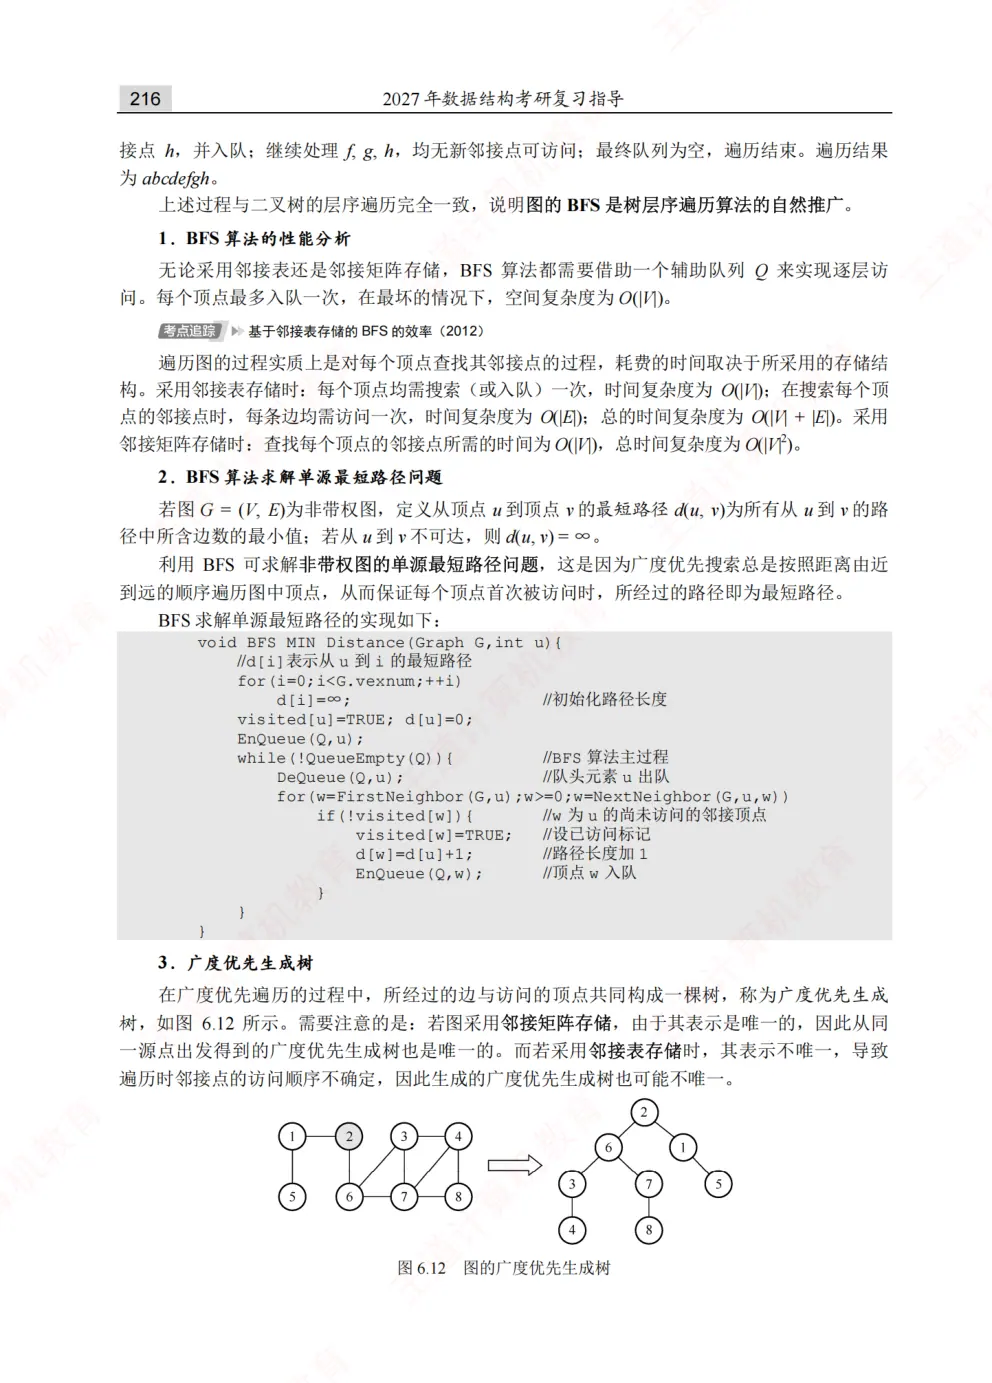 216
2027 年数据结构考研复习指导
接点 h，并入队；继续处理 f, g, h，均无新邻接点可访问；最终队列为空，遍历结束。遍历结果
为 abcdefgh。
上述过程与二叉树的层序遍历完全一致，说明图的 BFS 是树层序遍历算法的自然推广。
1．BFS 算法的性能分析
无论采用邻接表还是邻接矩阵存储，BFS 算法都需要借助一个辅助队列 Q 来实现逐层访
问。每个顶点最多入队一次，在最坏的情况下，空间复杂度为 O(|V|)。
考点追踪 基于邻接表存储的 BFS 的效率（2012）
遍历图的过程实质上是对每个顶点查找其邻接点的过程，耗费的时间取决于所采用的存储结
构。采用邻接表存储时：每个顶点均需搜索（或入队）一次，时间复杂度为 O(|V|)；在搜索每个顶
点的邻接点时，每条边均需访问一次，时间复杂度为 O(|E|)；总的时间复杂度为 O(|V| + |E|)。采用
邻接矩阵存储时：查找每个顶点的邻接点所需的时间为 O(|V|)，总时间复杂度为 O(|V|²)。
2．BFS 算法求解单源最短路径问题
若图 G = (V, E)为非带权图，定义从顶点 u 到顶点 v 的最短路径 d(u, v)为所有从 u 到 v 的路
径中所含边数的最小值；若从 u 到 v 不可达，则 d(u, v) = ∞。
利用 BFS 可求解非带权图的单源最短路径问题，这是因为广度优先搜索总是按照距离由近
到远的顺序遍历图中顶点，从而保证每个顶点首次被访问时，所经过的路径即为最短路径。
BFS 求解单源最短路径的实现如下：
void BFS MIN Distance(Graph G,int u){
//d[i]表示从 u 到 i 的最短路径
for(i=0;i<G.vexnum;++i)
d[i]=∞; //初始化路径长度
visited[u]=TRUE; d[u]=0;
EnQueue(Q,u);
while(!QueueEmpty(Q)){ //BFS 算法主过程
DeQueue(Q,u); //队头元素 u 出队
for(w=FirstNeighbor(G,u);w>=0;w=NextNeighbor(G,u,w))
if(!visited[w]){ //w 为 u 的尚未访问的邻接顶点
visited[w]=TRUE; //设已访问标记
d[w]=d[u]+1; //路径长度加 1
EnQueue(Q,w); //顶点 w 入队
}
}
}
3．广度优先生成树
在广度优先遍历的过程中，所经过的边与访问的顶点共同构成一棵树，称为广度优先生成
树，如图 6.12 所示。需要注意的是：若图采用邻接矩阵存储，由于其表示是唯一的，因此从同
一源点出发得到的广度优先生成树也是唯一的。而若采用邻接表存储时，其表示不唯一，导致
遍历时邻接点的访问顺序不确定，因此生成的广度优先生成树也可能不唯一。
1 2 3 4
5 6 7 8
2
6 1
3 7 5
4 8
图 6.12 图的广度优先生成树